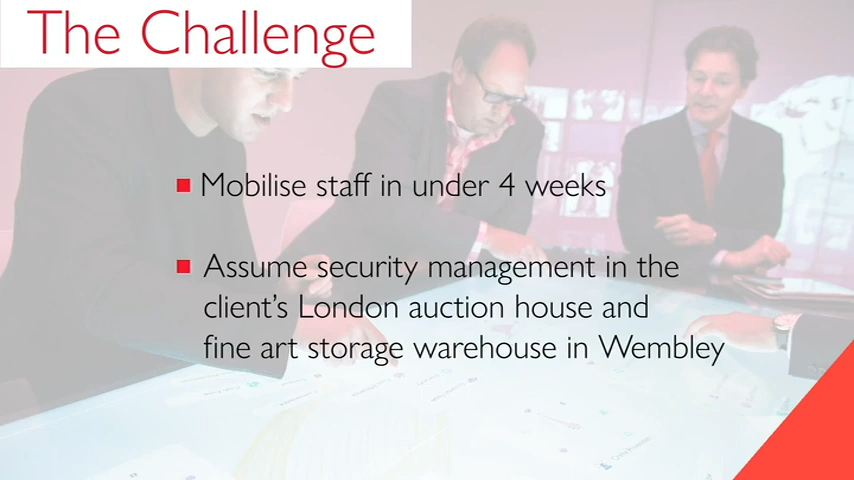 The Challenge
Mobilise staff in under 4 weeks
Assume security management in the
client's London auction house and
fine art storage warehouse in Wembley